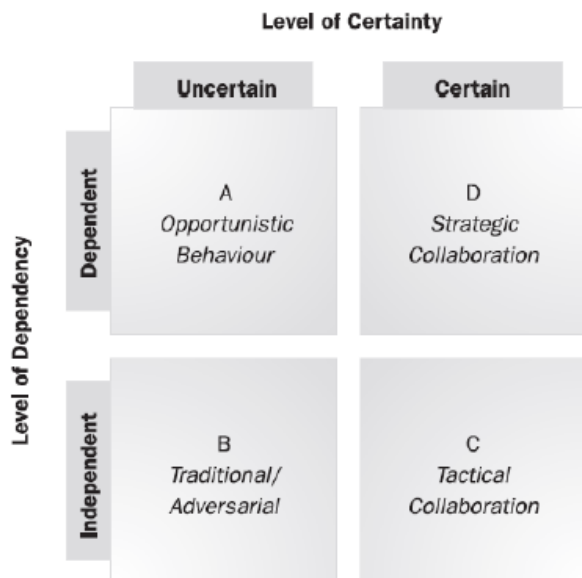 Level of Certainty
Uncertain
Certain
Level of Dependency
Dependent
A
Opportunistic
Behaviour
D
Strategic
Collaboration
Independent
B
Traditional/
Adversarial
C
Tactical
Collaboration